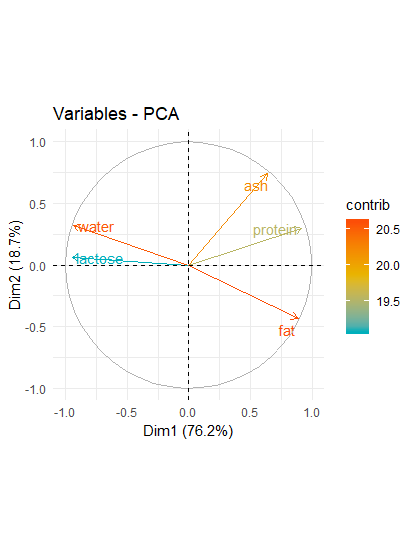 Variables - PCA
1.0
0.5
0.0
-0.5
-1.0
Dim2 (18.7%)
ash
protein
water
lactose
fat
-1.0 -0.5 0.0 0.5 1.0
Dim1 (76.2%)
contrib
20.5
20.0
19.5